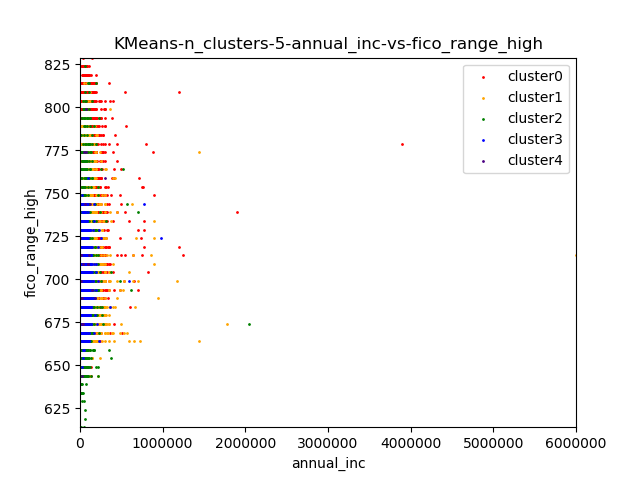 KMeans-n_clusters-5-annual_inc-vs-fico_range_high
825
800
775
750
725
700
675
650
625
fico_range_high
cluster0
cluster1
cluster2
cluster3
cluster4
0 1000000 2000000 3000000 4000000 5000000 6000000
annual_inc